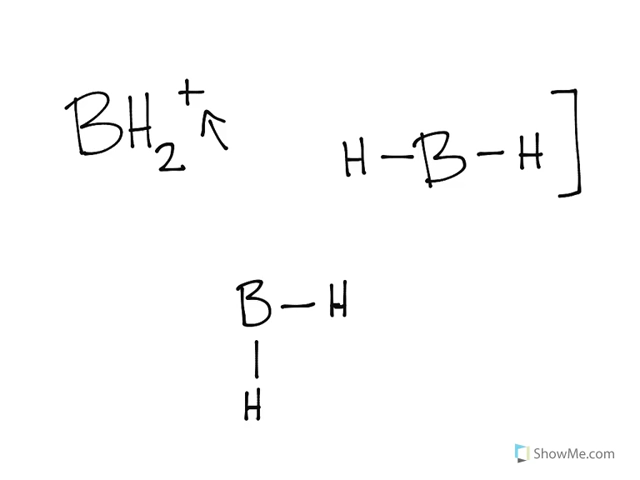 BH₂⁺
H–B–H]
B–H
|
H
ShowMe.com